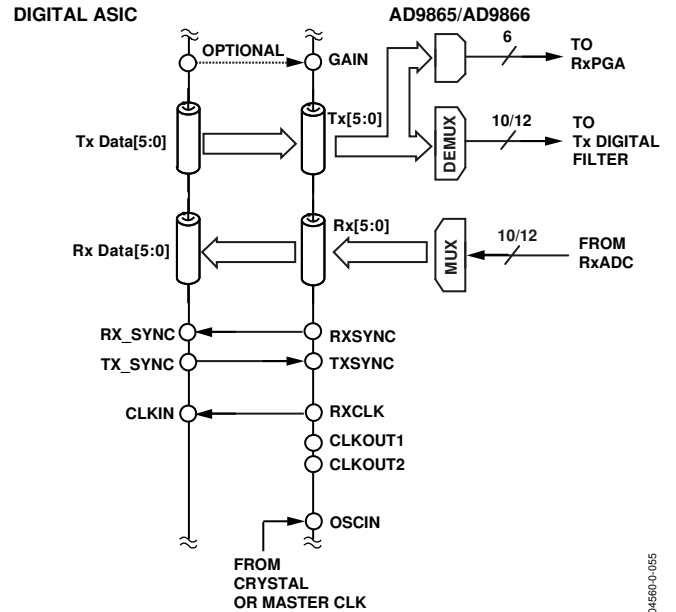 DIGITAL ASIC
AD9865/AD9866
OPTIONAL
GAIN
6
TO
RxPGA
Tx Data[5:0]
Tx[5:0]
DEMUX
10/12
TO
Tx DIGITAL
FILTER
Rx Data[5:0]
Rx[5:0]
MUX
10/12
FROM
RxADC
RX_SYNC
RXSYNC
TX_SYNC
TXSYNC
CLKIN
RXCLK
CLKOUT1
CLKOUT2
OSCIN
FROM
CRYSTAL
OR MASTER CLK
04560-0-055